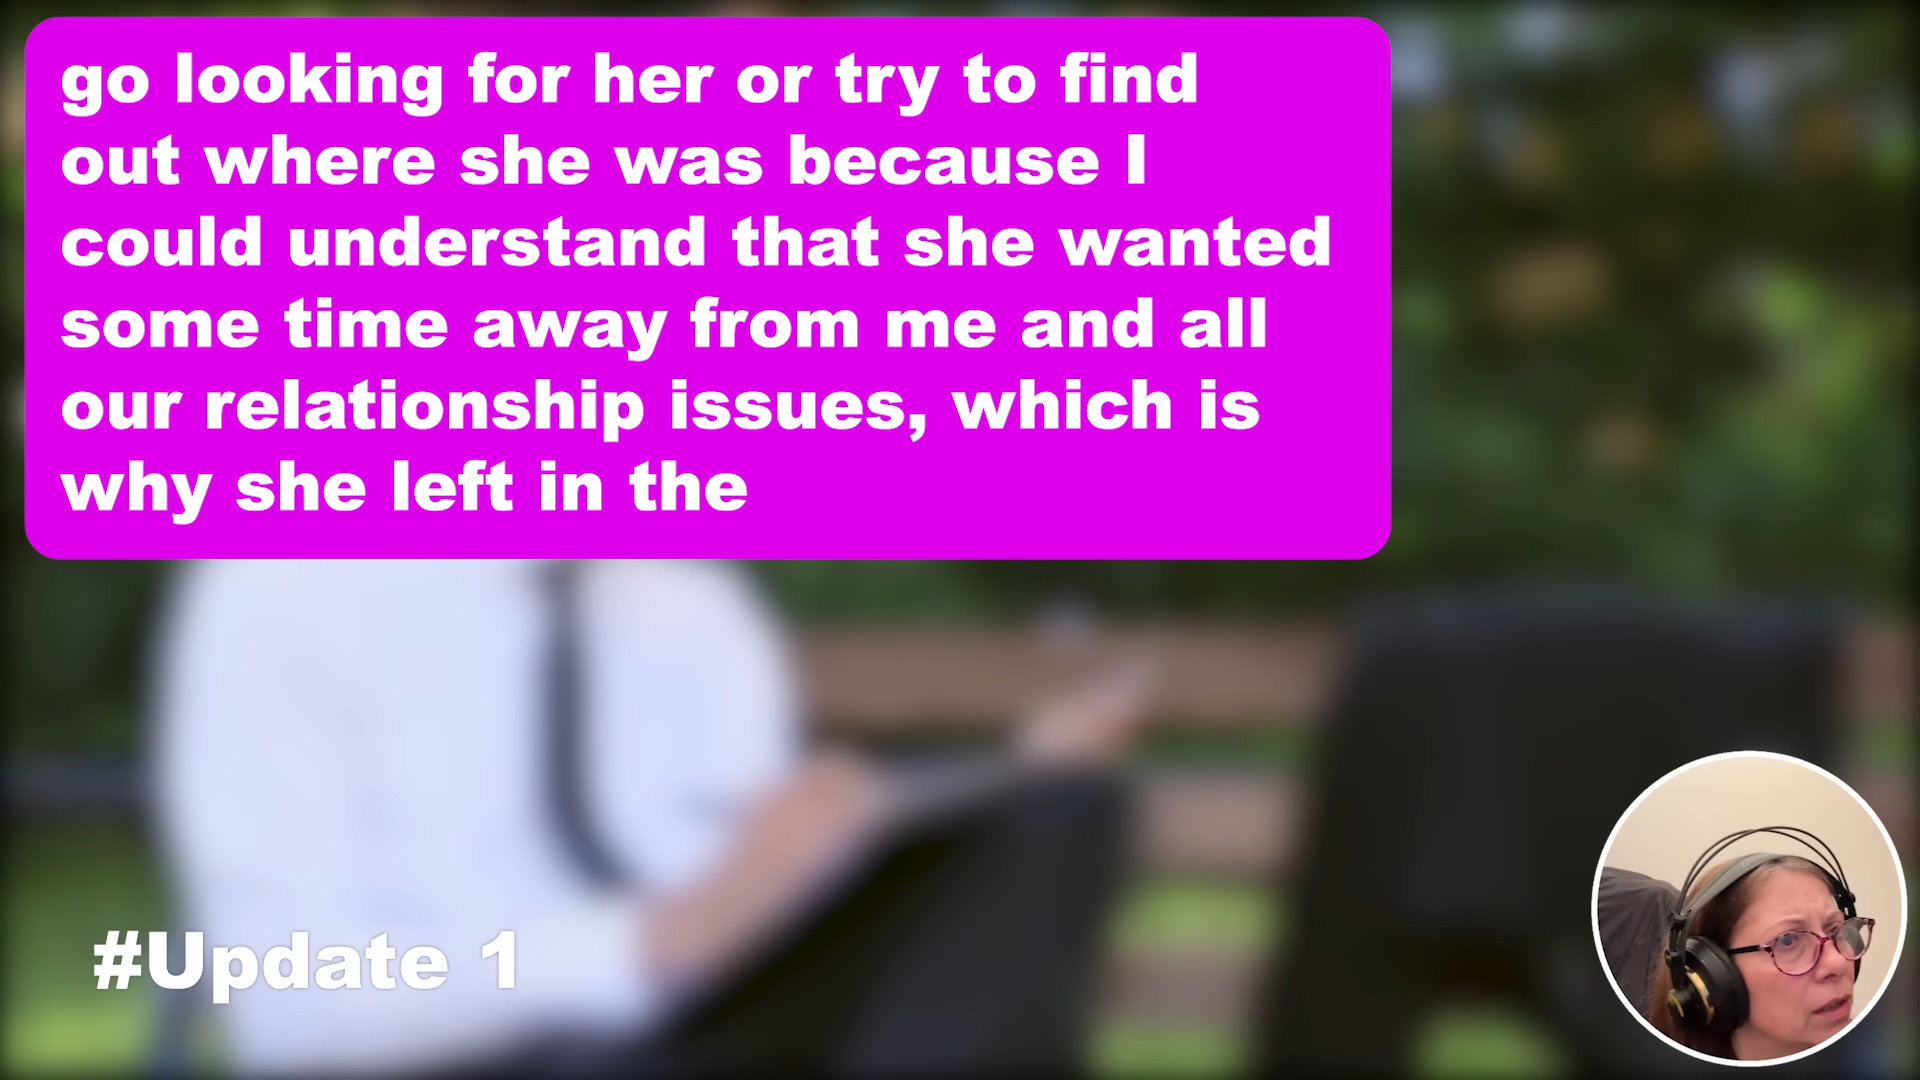 go looking for her or try to find
out where she was because I
could understand that she wanted
some time away from me and all
our relationship issues, which is
why she left in the
#Update 1